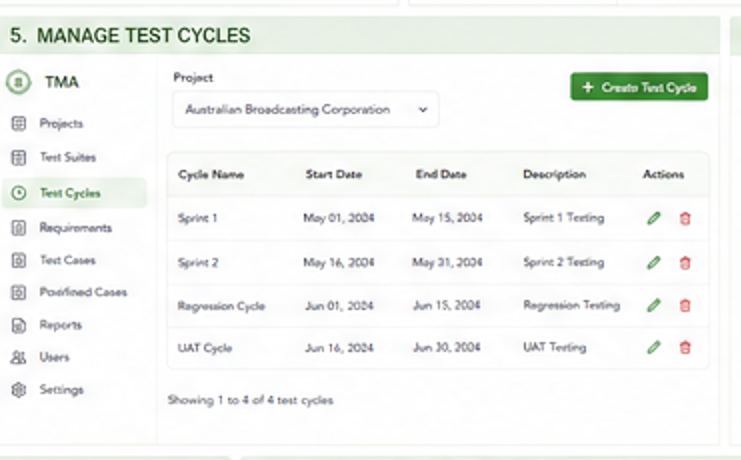 5. MANAGE TEST CYCLES
TMA
Projects
Test Suites
Test Cycles
Requirements
Test Cases
Predfined Cases
Reports
Users
Settings
Project
Australian Broadcasting Corporation
+ Create Test Cycle
Cycle Name Start Date End Date Description Actions
Sprint 1 May 01, 2024 May 15, 2024 Sprint 1 Testing
Sprint 2 May 16, 2024 May 31, 2024 Sprint 2 Testing
Regression Cycle Jun 01, 2024 Jun 15, 2024 Regression Testing
UAT Cycle Jun 16, 2024 Jun 30, 2024 UAT Testing
Showing 1 to 4 of 4 test cycles